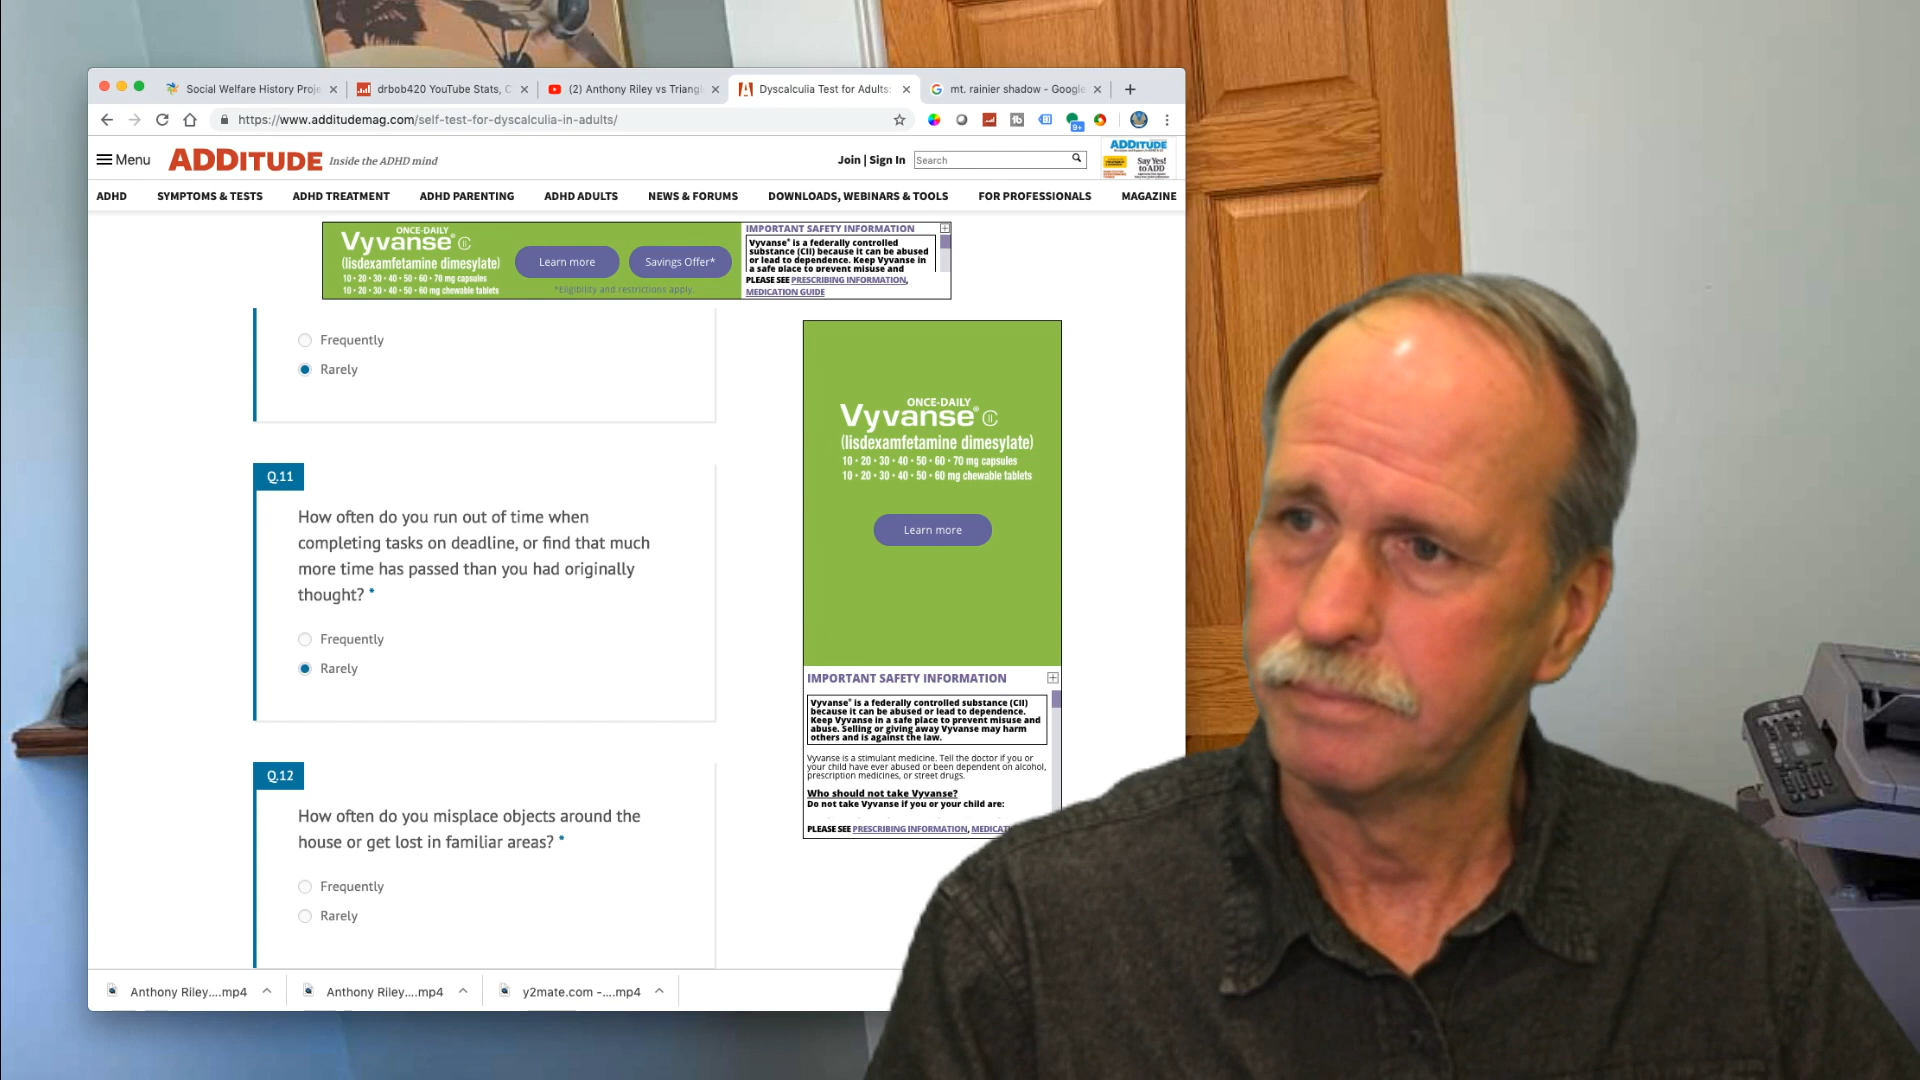 Social Welfare History Proje
drbob420 YouTube Stats, C
(2) Anthony Riley vs Triangl
Dyscalculia Test for Adults:
mt. rainier shadow - Google
https://www.additudemag.com/self-test-for-dyscalculia-in-adults/
9+
Menu
ADDITUDE
Inside the ADHD mind
Join | Sign In
Search
ADDITUDE
Say Yes!
to ADD
ADHD
SYMPTOMS & TESTS
ADHD TREATMENT
ADHD PARENTING
ADHD ADULTS
NEWS & FORUMS
DOWNLOADS, WEBINARS & TOOLS
FOR PROFESSIONALS
MAGAZINE
ONCE-DAILY
Vyvanse® CII
(lisdexamfetamine dimesylate)
10 • 20 • 30 • 40 • 50 • 60 • 70 mg capsules
10 • 20 • 30 • 40 • 50 • 60 mg chewable tablets
Learn more
Savings Offer*
*Eligibility and restrictions apply.
IMPORTANT SAFETY INFORMATION
Vyvanse® is a federally controlled
substance (CII) because it can be abused
or lead to dependence. Keep Vyvanse in
a safe place to prevent misuse and
PLEASE SEE PRESCRIBING INFORMATION,
MEDICATION GUIDE
Frequently
Rarely
Q.11
How often do you run out of time when
completing tasks on deadline, or find that much
more time has passed than you had originally
thought? *
Frequently
Rarely
Q.12
How often do you misplace objects around the
house or get lost in familiar areas? *
Frequently
Rarely
ONCE-DAILY
Vyvanse® CII
(lisdexamfetamine dimesylate)
10 • 20 • 30 • 40 • 50 • 60 • 70 mg capsules
10 • 20 • 30 • 40 • 50 • 60 mg chewable tablets
Learn more
IMPORTANT SAFETY INFORMATION
Vyvanse® is a federally controlled substance (CII)
because it can be abused or lead to dependence.
Keep Vyvanse in a safe place to prevent misuse and
abuse. Selling or giving away Vyvanse may harm
others and is against the law.
Vyvanse is a stimulant medicine. Tell the doctor if you or
your child have ever abused or been dependent on alcohol,
prescription medicines, or street drugs.
Who should not take Vyvanse?
Do not take Vyvanse if you or your child are:
PLEASE SEE PRESCRIBING INFORMATION, MEDICAT
Anthony Riley....mp4
Anthony Riley....mp4
y2mate.com -....mp4